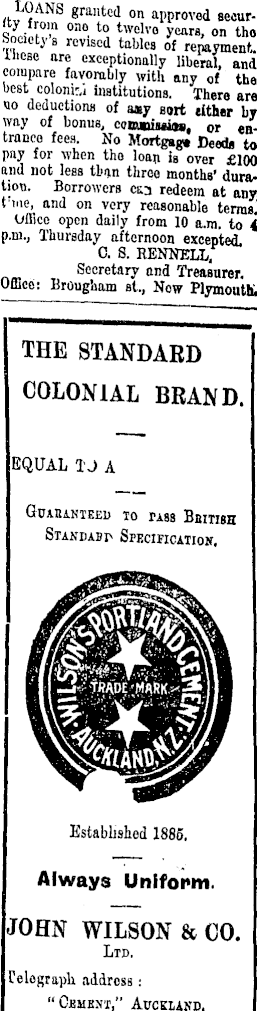 LOANS granted on approved secur-
ity from one to twelve years, on the
Society's revised tables of repayment.
These are exceptionally liberal, and
compare favorably with any of the
best colonial institutions. There are
no deductions of any sort either by
way of bonus, commission, or en-
trance fees. No Mortgage Deeds to
pay for when the loan is over £100
and not less than three months' dura-
tion. Borrowers can redeem at any
time, and on very reasonable terms.
Office open daily from 10 a.m. to 4
p.m., Thursday afternoon excepted.
C. S. RENNELL,
Secretary and Treasurer.
Office: Brougham st., New Plymouth.
THE STANDARD
COLONIAL BRAND.
EQUAL TO A
GUARANTEED TO PASS BRITISH
STANDARD SPECIFICATION.
WILSON'S PORTLAND CEMENT.
TRADE MARK
AUCKLAND, N.Z.
Established 1885.
Always Uniform.
JOHN WILSON & CO.
LTD.
Telegraph address :
"CEMENT," AUCKLAND.